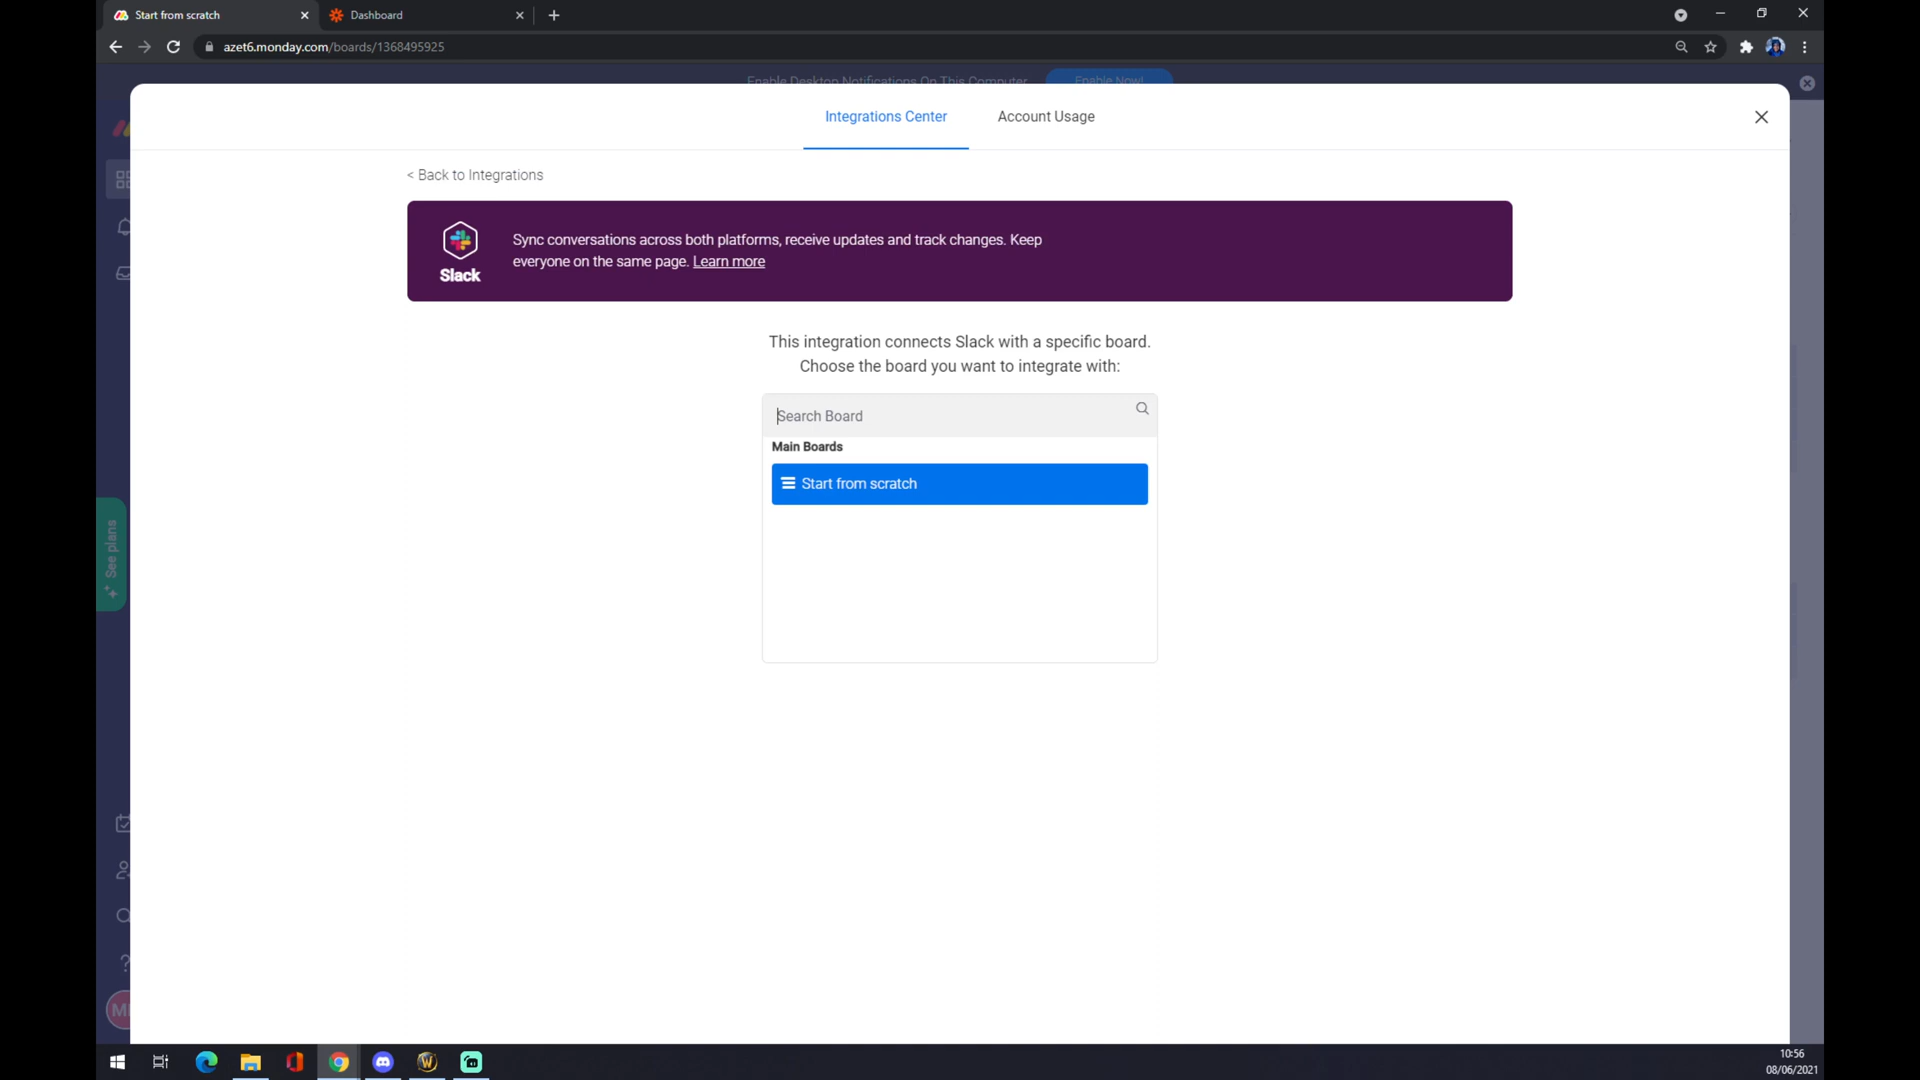 Start from scratch
Dashboard
azet6.monday.com/boards/1368495925
Enable Desktop Notifications On This Computer
Enable Now!
Integrations Center
Account Usage
< Back to Integrations
Slack
Sync conversations across both platforms, receive updates and track changes. Keep
everyone on the same page. Learn more
This integration connects Slack with a specific board.
Choose the board you want to integrate with:
Search Board
Main Boards
Start from scratch
See plans
10:56
08/06/2021